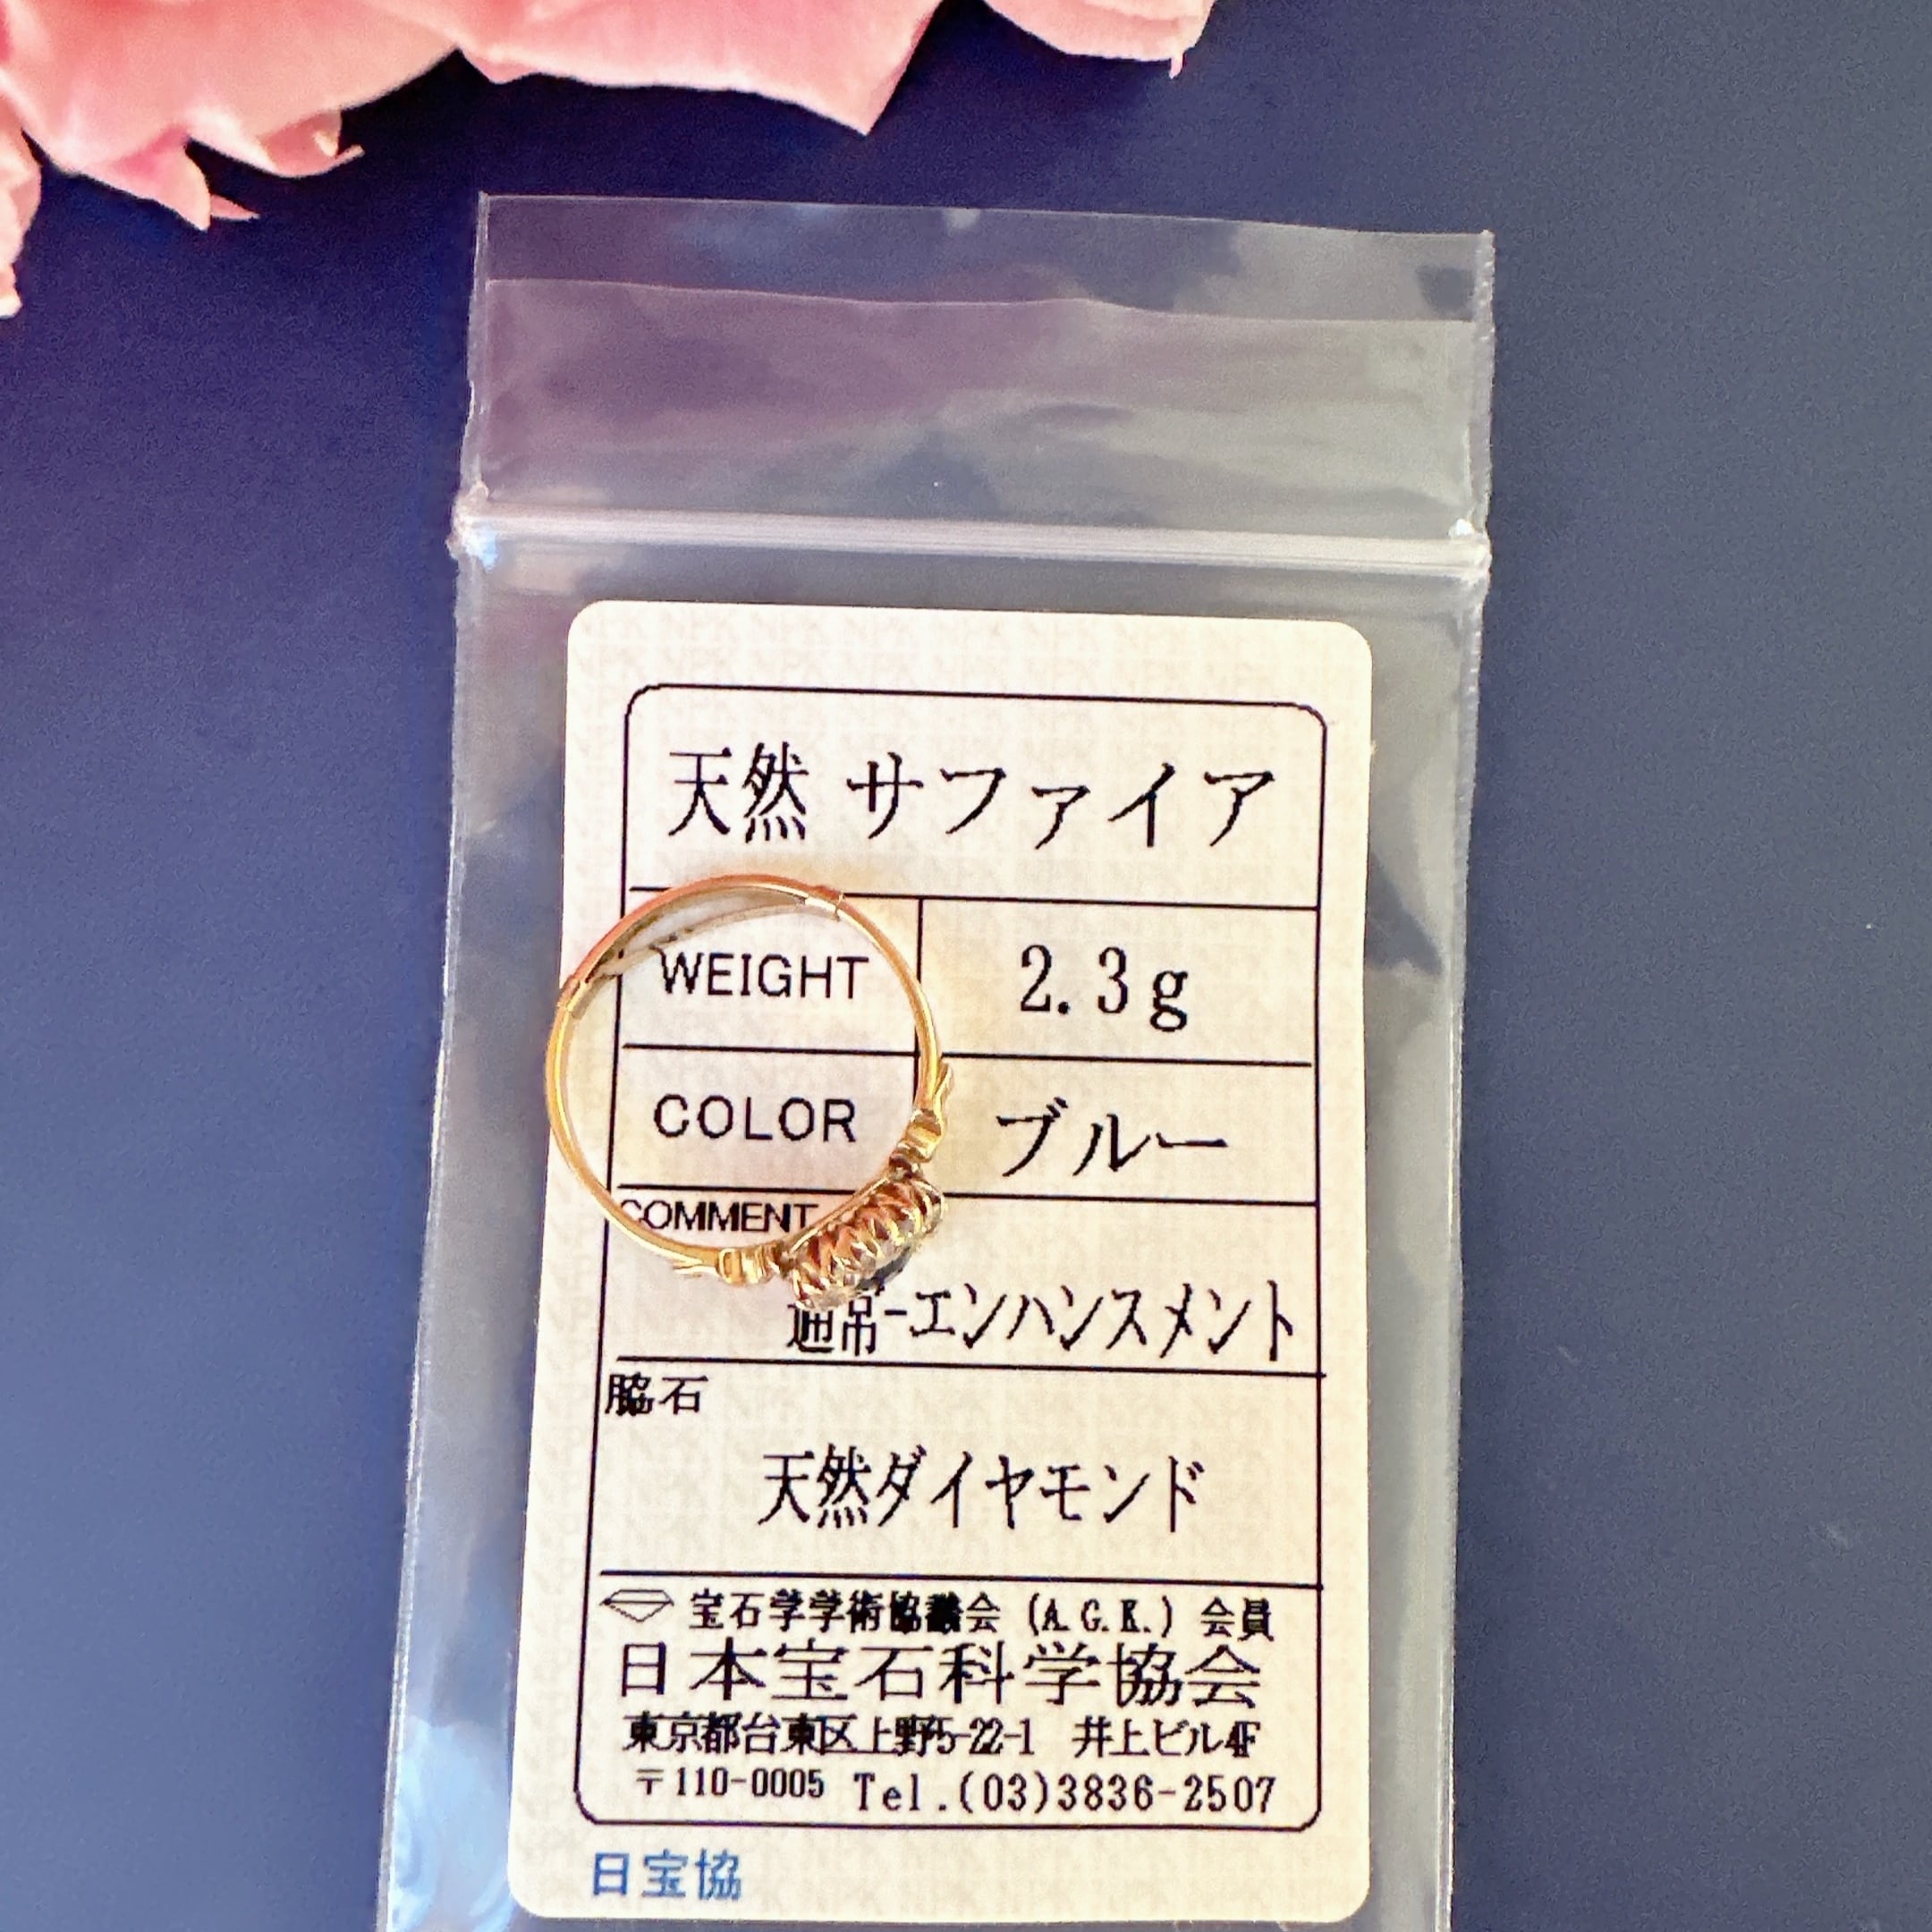 天然 サファイア
WEIGHT 2.3g
COLOR ブルー
COMMENT
通常-エンハンスメント
脇石
天然ダイヤモンド
宝石学学術協議会 (A.G.K.) 会員
日本宝石科学協会
東京都台東区上野5-22-1 井上ビル4F
〒110-0005 Tel.(03)3836-2507
日宝協